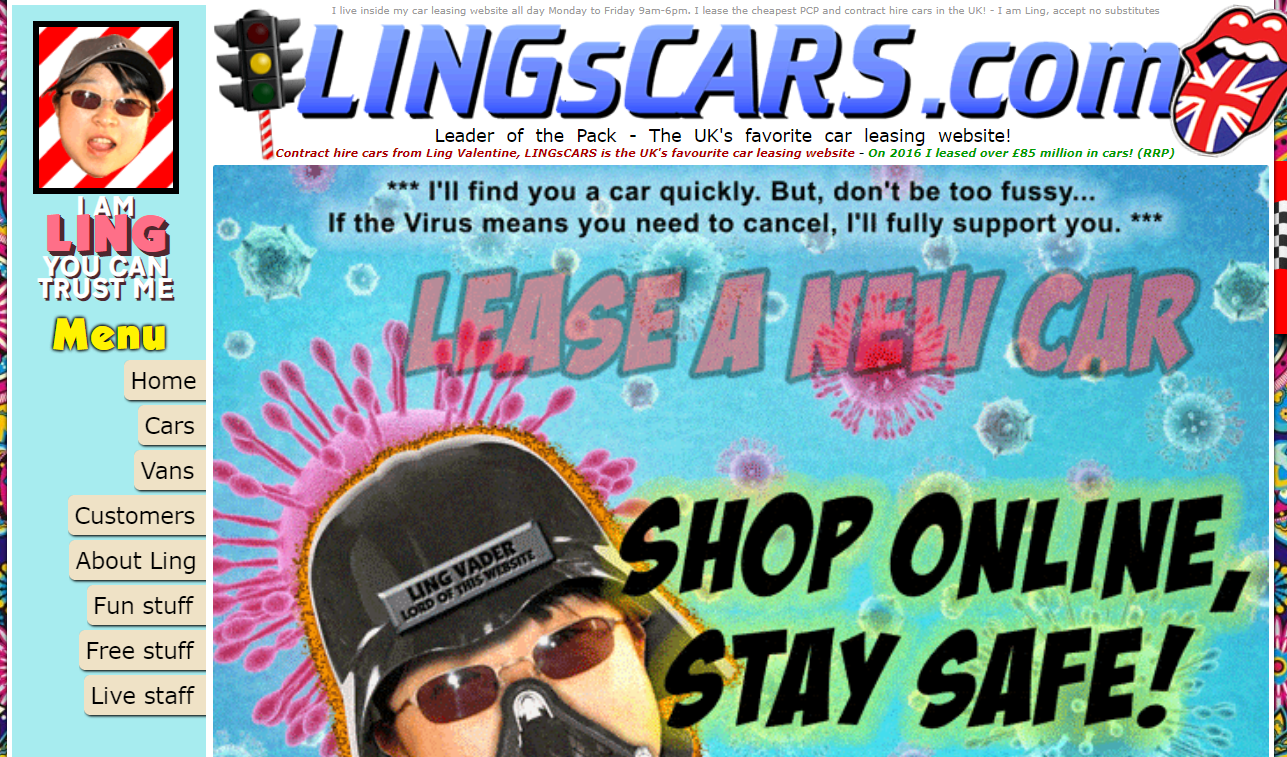 I live inside my car leasing website all day Monday to Friday 9am-6pm. I lease the cheapest PCP and contract hire cars in the UK! - I am Ling, accept no substitutes
LINGsCARS.com
Leader of the Pack - The UK's favorite car leasing website!
Contract hire cars from Ling Valentine, LINGsCARS is the UK's favourite car leasing website - On 2016 I leased over £85 million in cars! (RRP)
I AM
LING
YOU CAN
TRUST ME
Menu
Home
Cars
Vans
Customers
About Ling
Fun stuff
Free stuff
Live staff
*** I'll find you a car quickly. But, don't be too fussy...
If the Virus means you need to cancel, I'll fully support you. ***
LEASE A NEW CAR
SHOP ONLINE,
STAY SAFE!
LING VADER
LORD OF THIS WEBSITE